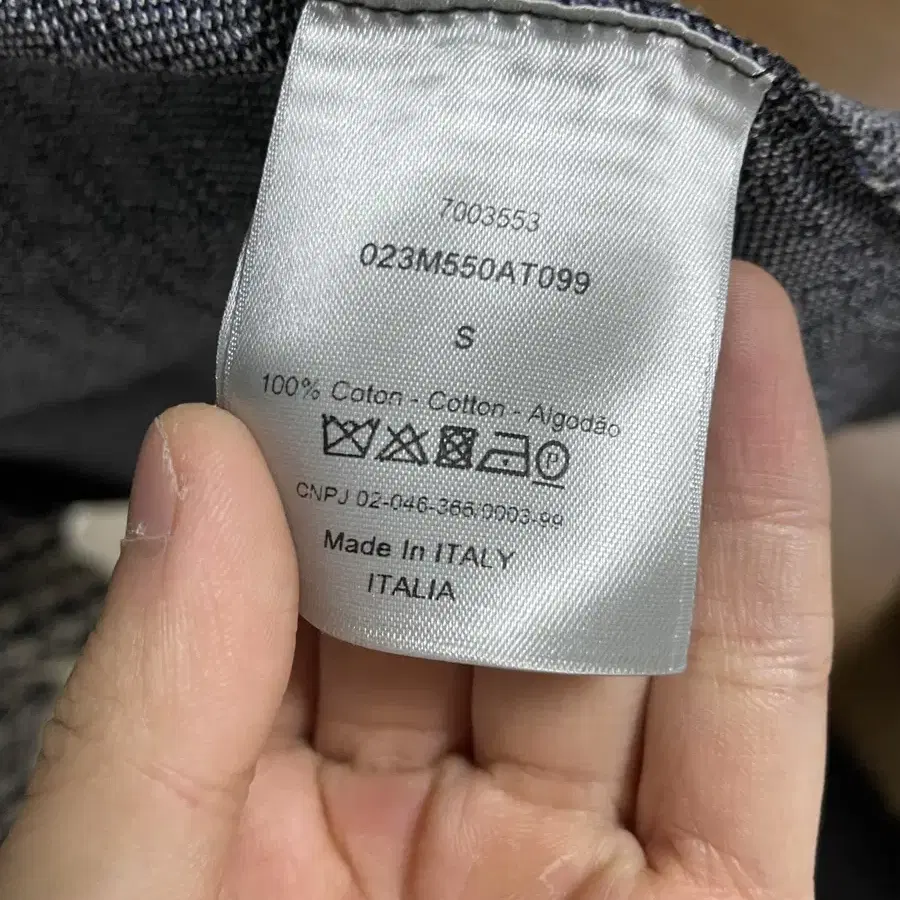 7003553
023M550AT099
S
100% Coton - Cotton - Algodão
P
CNPJ 02-046-366/0003-99
Made In ITALY
ITALIA